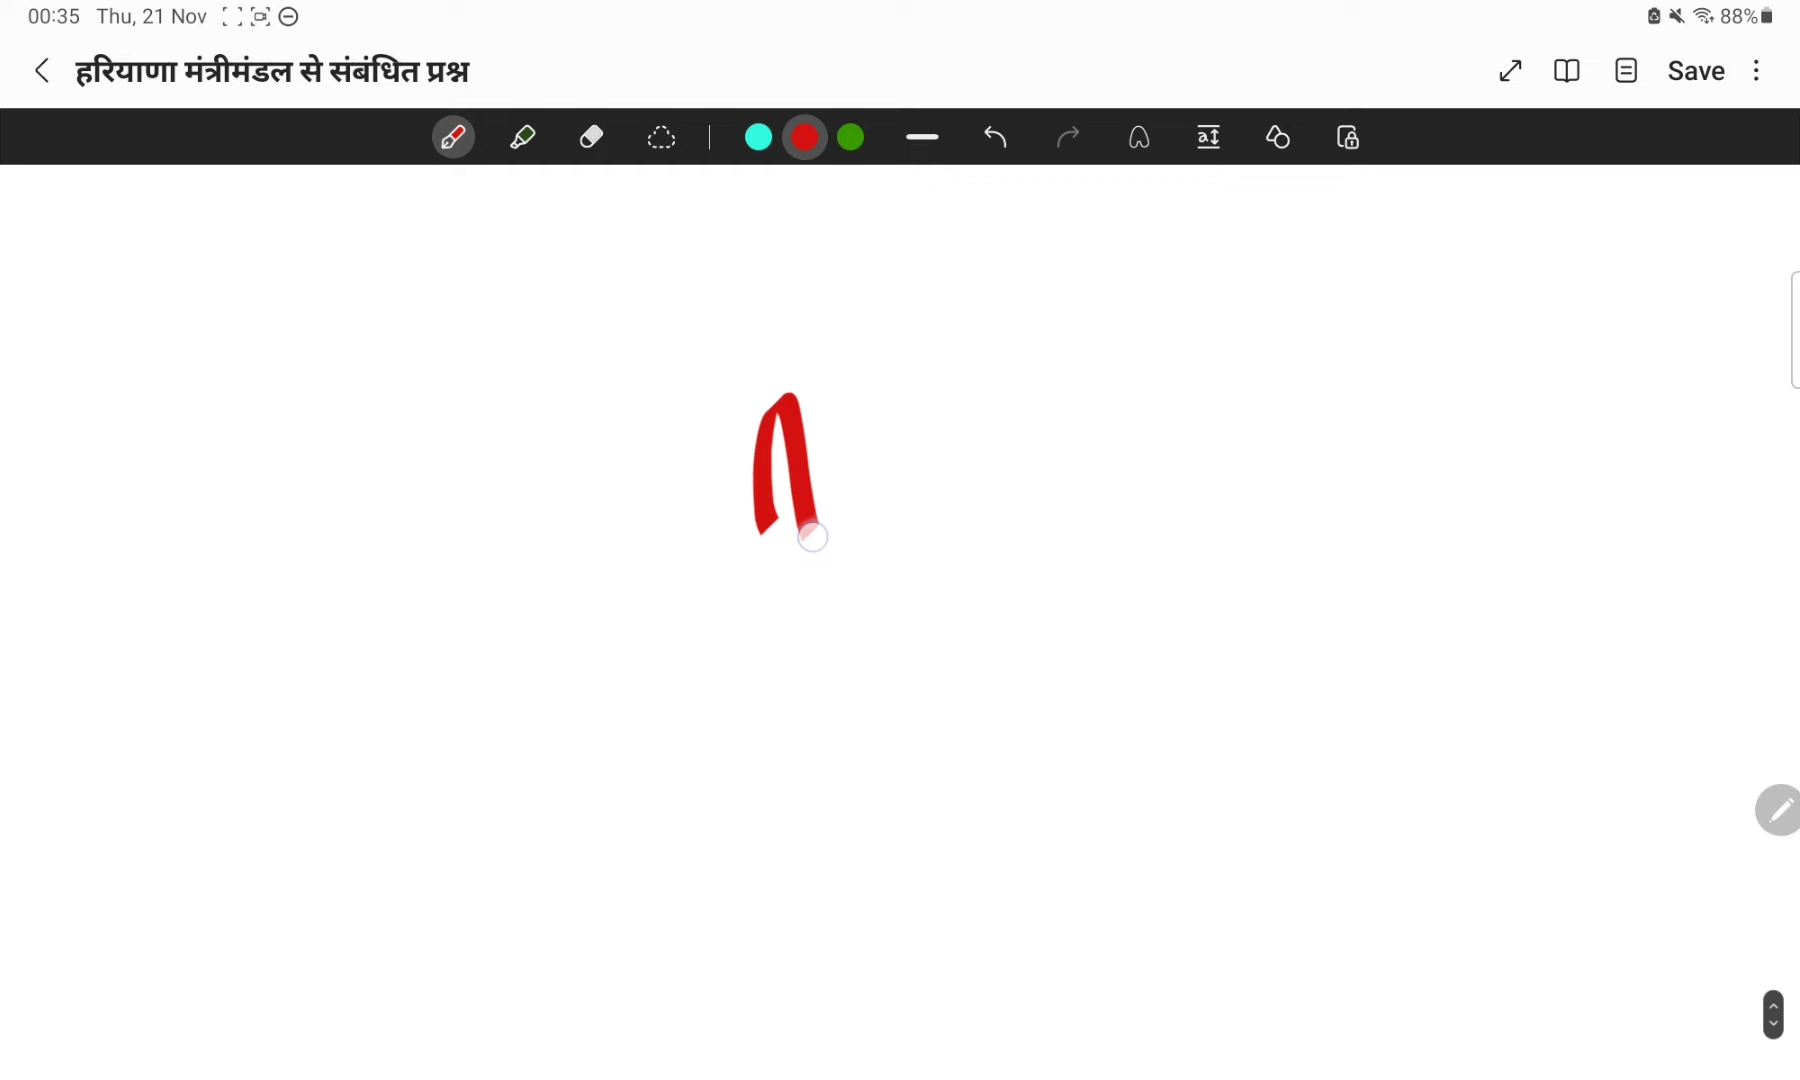 00:35 Thu, 21 Nov 88%
हरियाणा मंत्रीमंडल से संबंधित प्रश्न Save